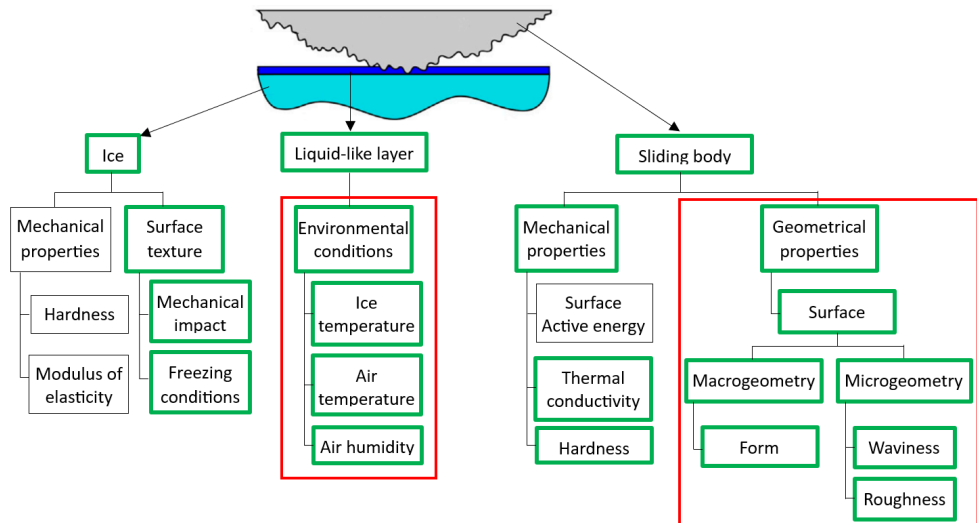 Ice
Liquid-like layer
Sliding body
Mechanical
properties
Surface
texture
Environmental
conditions
Mechanical
properties
Geometrical
properties
Hardness
Mechanical
impact
Ice
temperature
Surface
Active energy
Surface
Modulus of
elasticity
Freezing
conditions
Air
temperature
Thermal
conductivity
Macrogeometry
Microgeometry
Air humidity
Hardness
Form
Waviness
Roughness